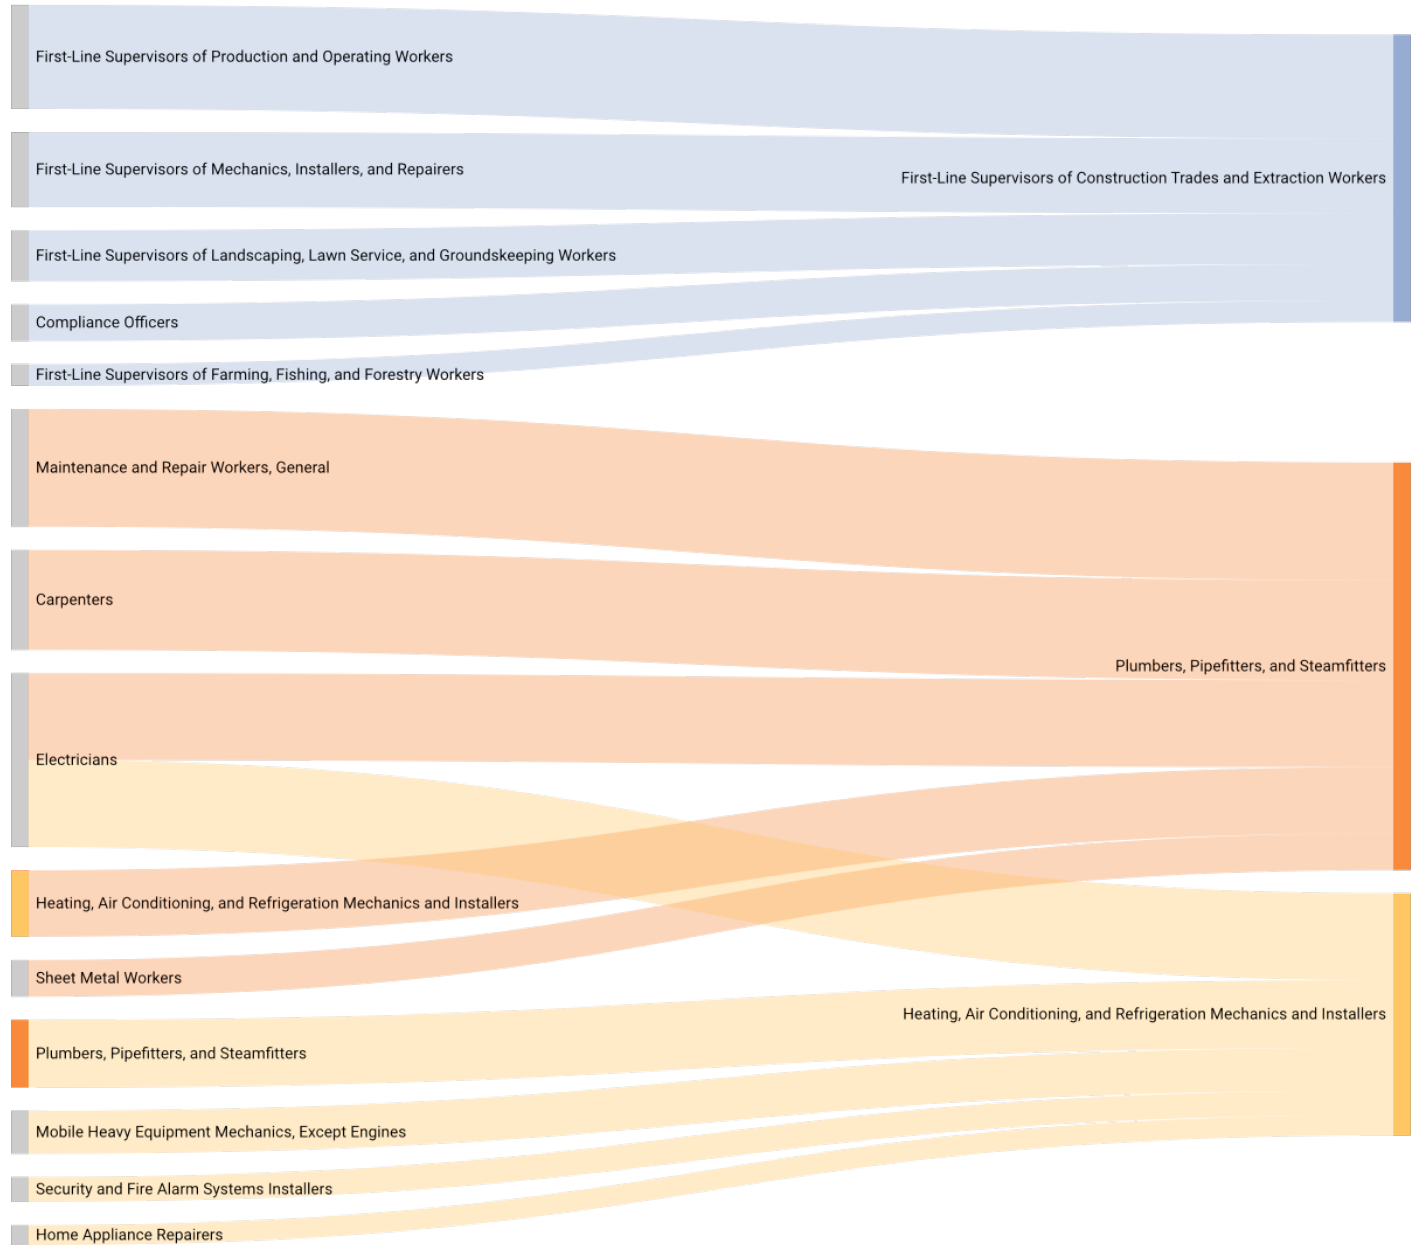 First-Line Supervisors of Production and Operating Workers
First-Line Supervisors of Mechanics, Installers, and Repairers
First-Line Supervisors of Construction Trades and Extraction Workers
First-Line Supervisors of Landscaping, Lawn Service, and Groundskeeping Workers
Compliance Officers
First-Line Supervisors of Farming, Fishing, and Forestry Workers
Maintenance and Repair Workers, General
Carpenters
Plumbers, Pipefitters, and Steamfitters
Electricians
Heating, Air Conditioning, and Refrigeration Mechanics and Installers
Sheet Metal Workers
Heating, Air Conditioning, and Refrigeration Mechanics and Installers
Plumbers, Pipefitters, and Steamfitters
Mobile Heavy Equipment Mechanics, Except Engines
Security and Fire Alarm Systems Installers
Home Appliance Repairers